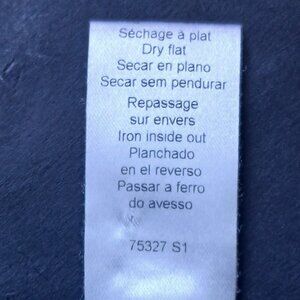 Séchage à plat
Dry flat
Secar en plano
Secar sem pendurar
Repassage
sur envers
Iron inside out
Planchado
en el reverso
Passar a ferro
do avesso
75327 S1